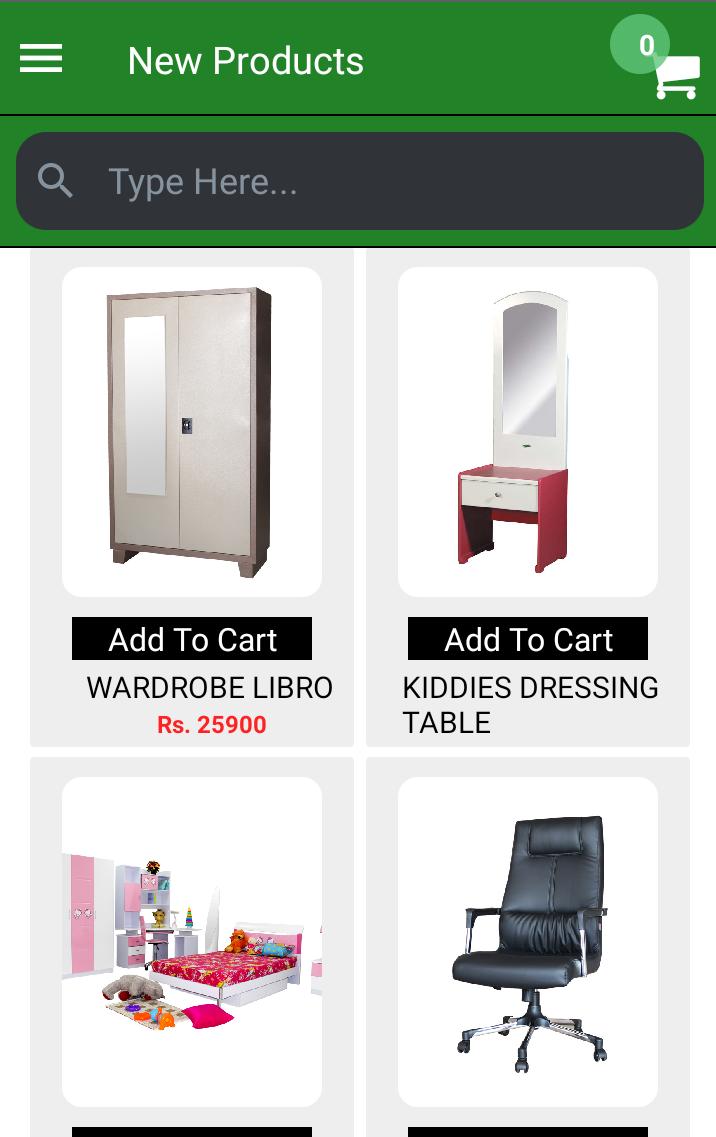 New Products
0
Type Here...
Add To Cart
WARDROBE LIBRO
Rs. 25900
Add To Cart
KIDDIES DRESSING
TABLE